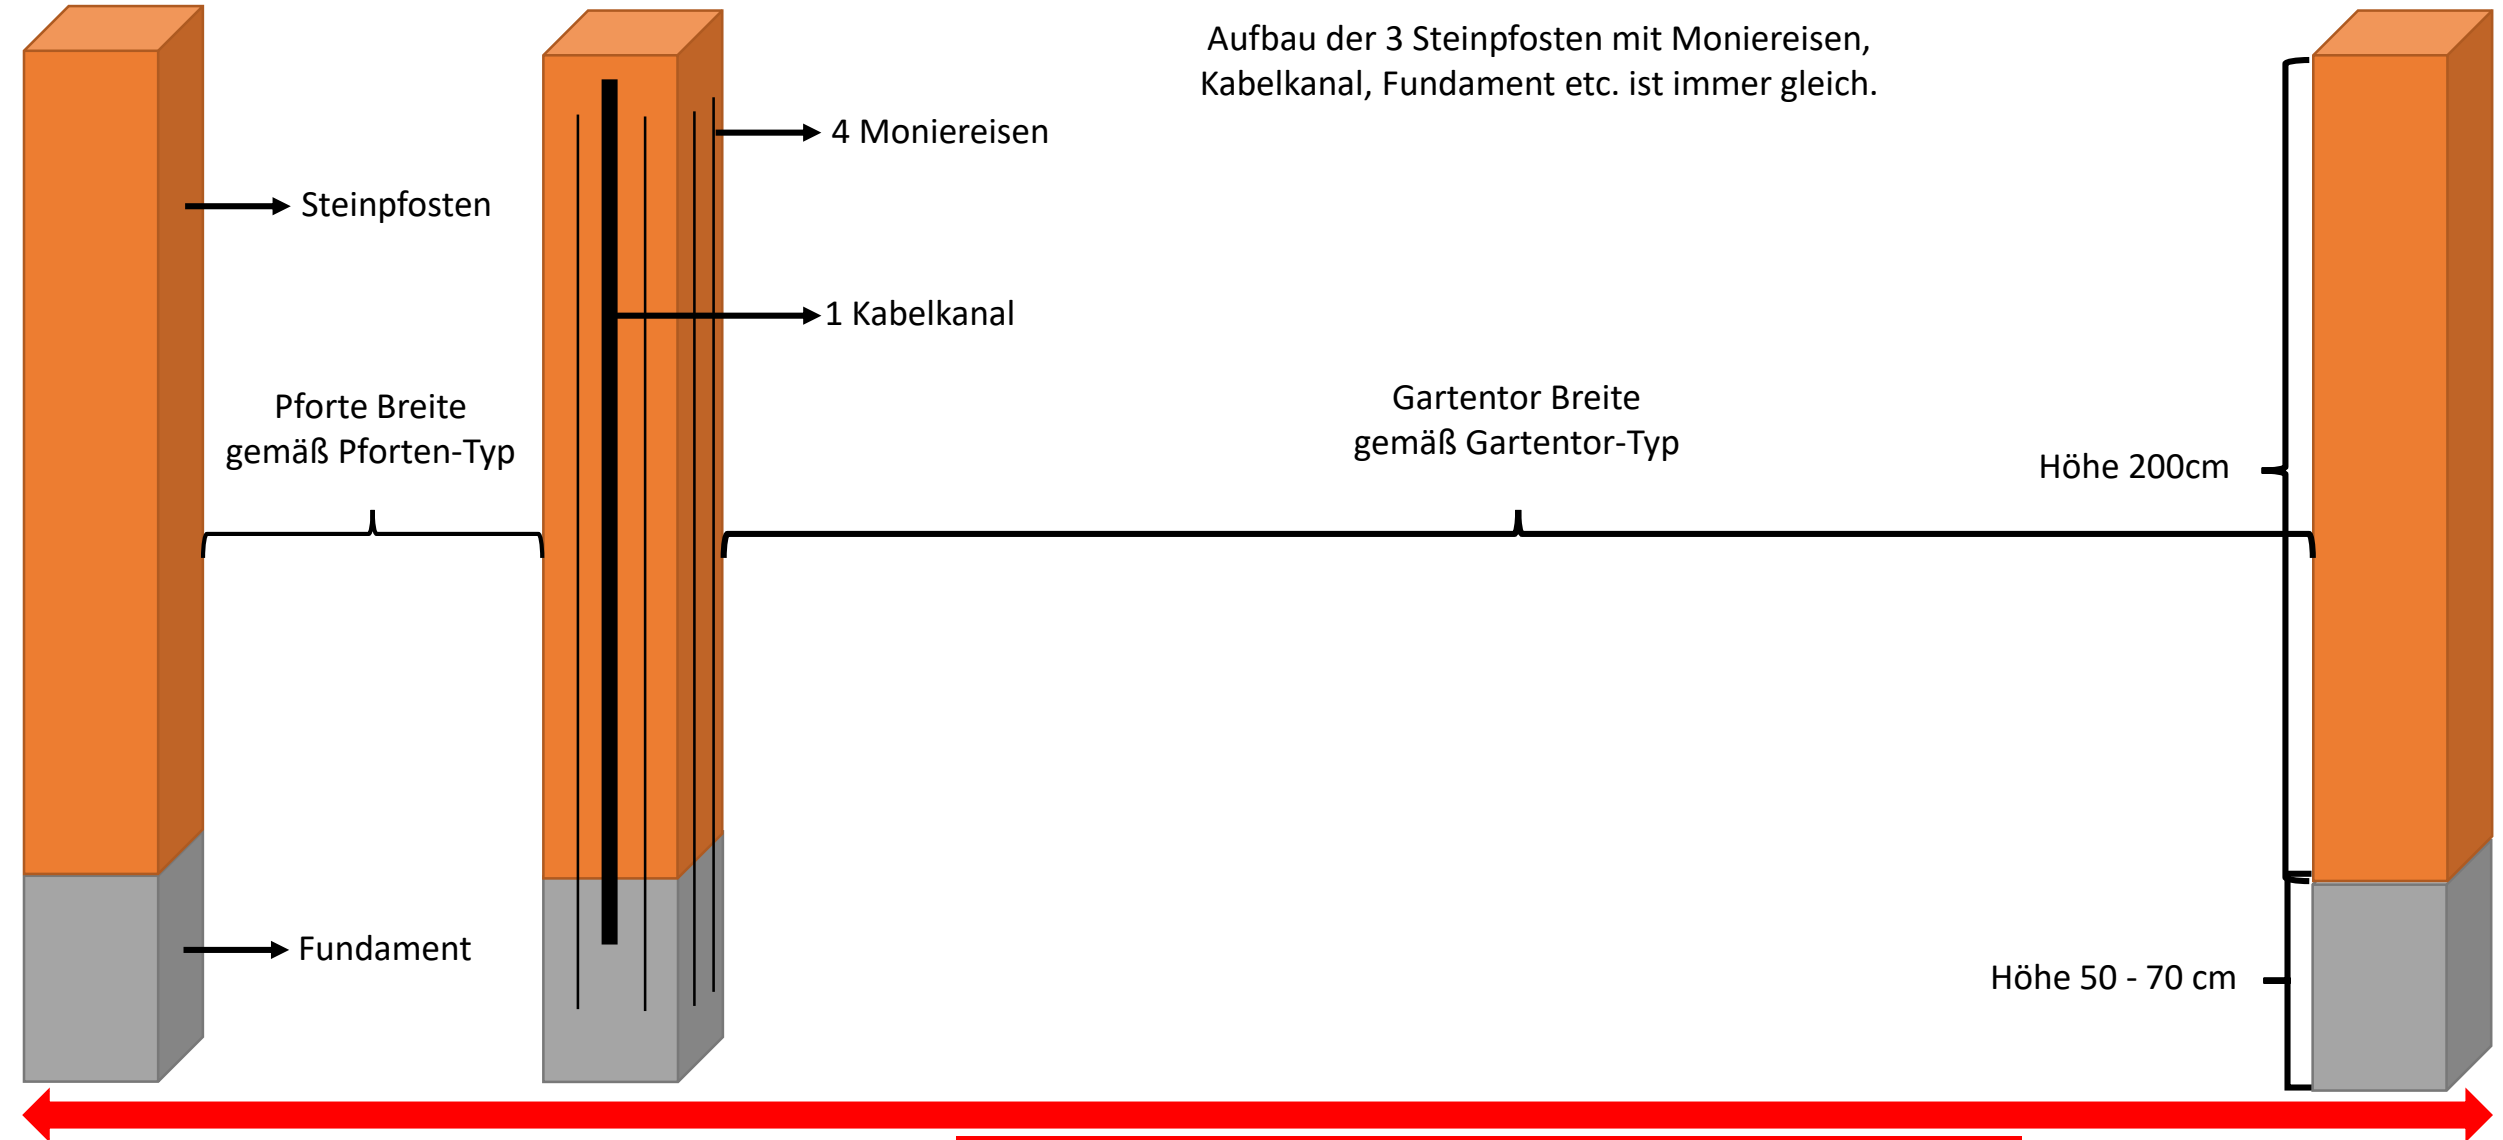 Aufbau der 3 Steinpfosten mit Moniereisen,
Kabelkanal, Fundament etc. ist immer gleich.
4 Moniereisen
Steinpfosten
1 Kabelkanal
Pforte Breite
gemäß Pforten-Typ
Gartentor Breite
gemäß Gartentor-Typ
Höhe 200cm
Fundament
Höhe 50 - 70 cm